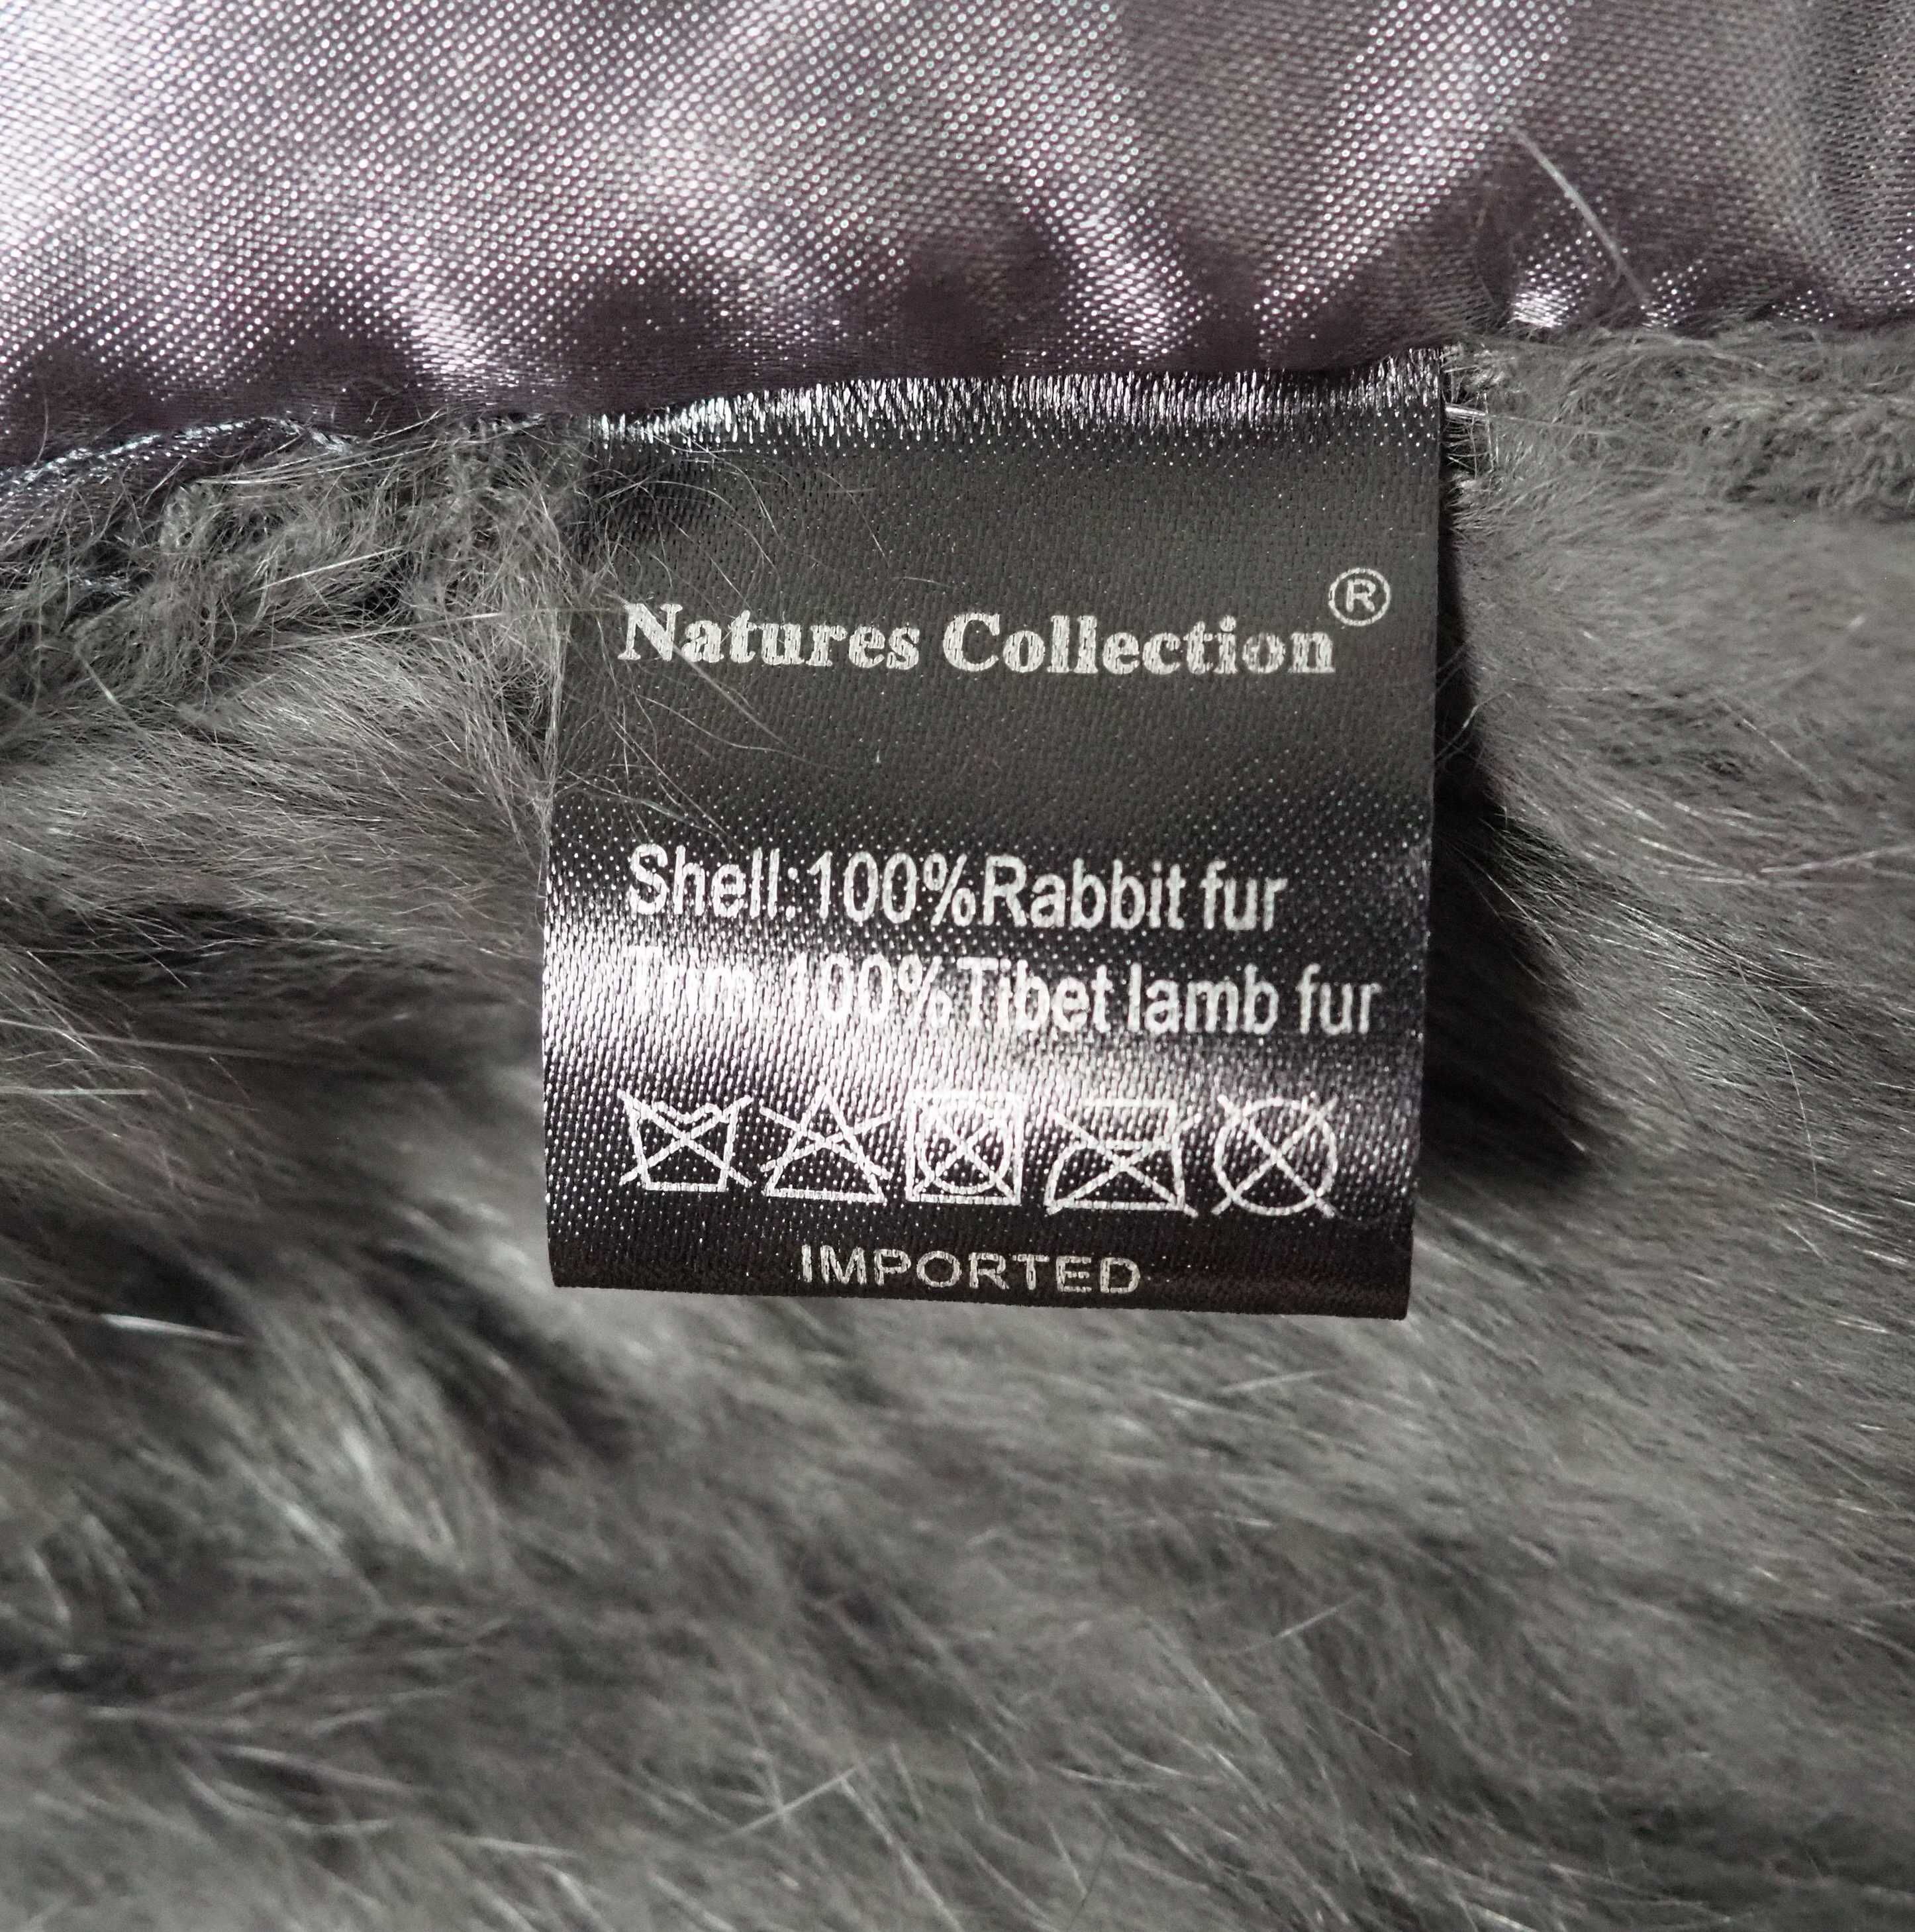 Natures Collection®
Shell:100%Rabbit fur
Trim:100%Tibet lamb fur
IMPORTED